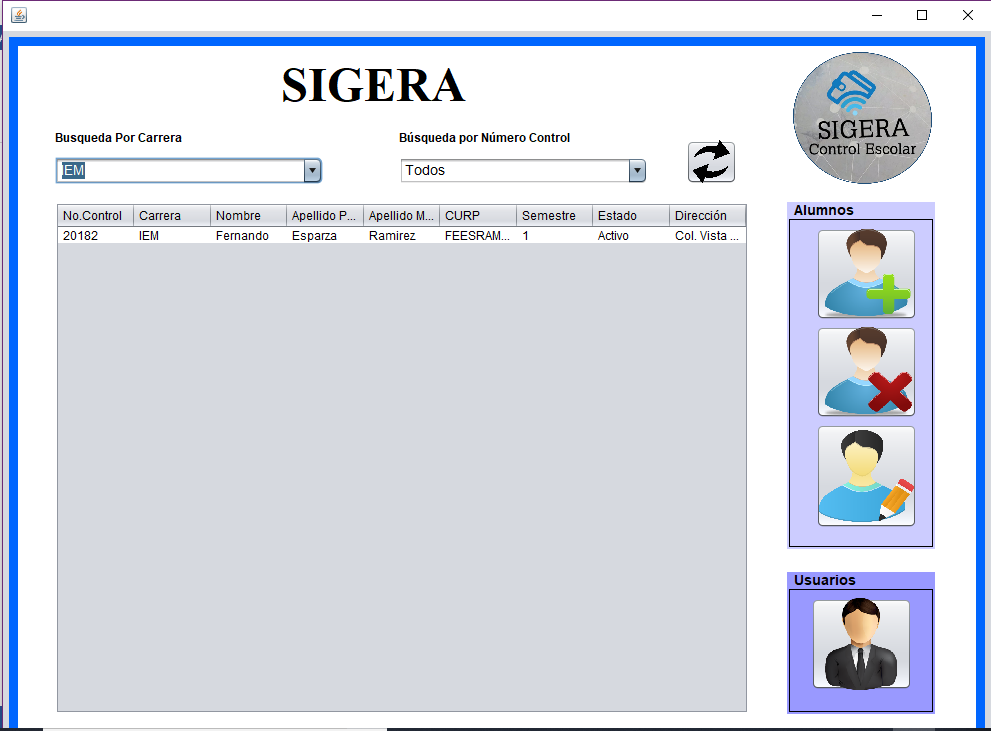 SIGERA
SIGERA
Control Escolar
Busqueda Por Carrera
Búsqueda por Número Control
IEM
Todos
No.Control Carrera Nombre Apellido P... Apellido M... CURP Semestre Estado Dirección
20182 IEM Fernando Esparza Ramirez FEESRAM... 1 Activo Col. Vista ...
Alumnos
Usuarios